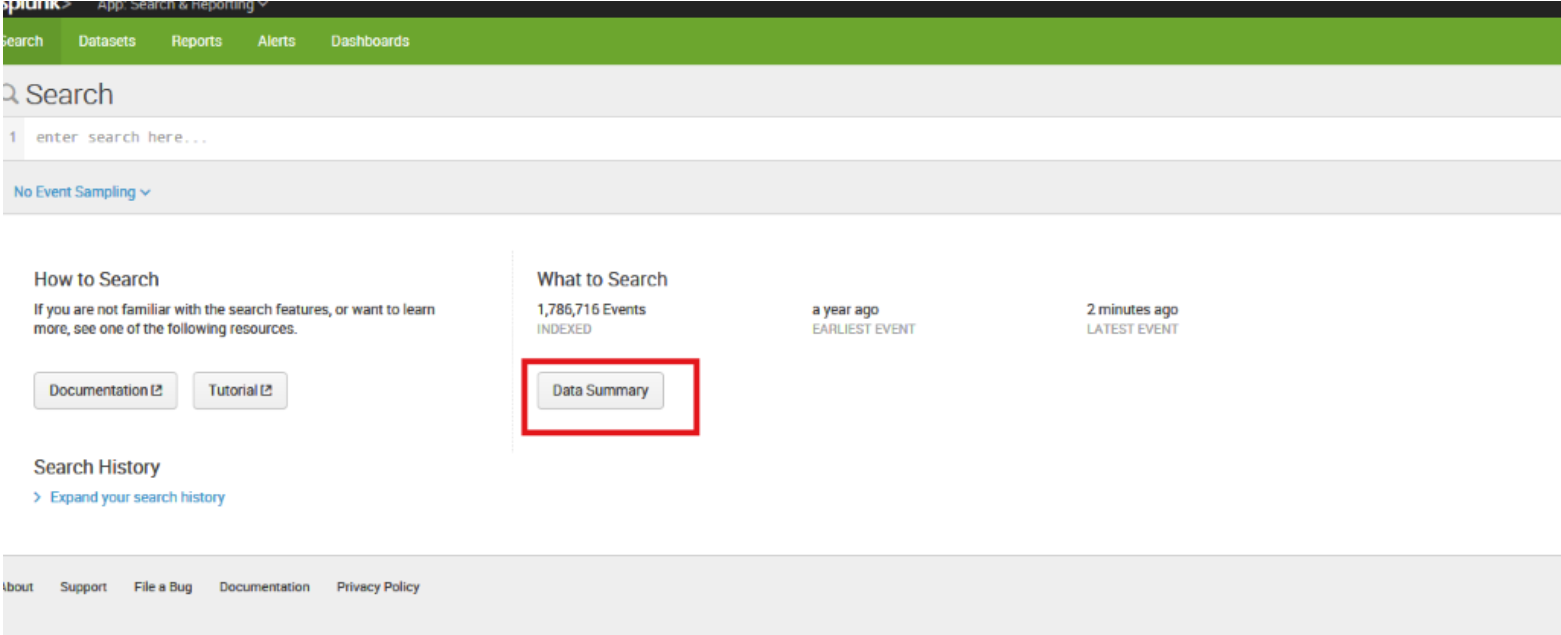 splunk> App: Search & Reporting
Search Datasets Reports Alerts Dashboards
Search
1 enter search here...
No Event Sampling
How to Search
If you are not familiar with the search features, or want to learn
more, see one of the following resources.
Documentation Tutorial
What to Search
1,786,716 Events a year ago 2 minutes ago
INDEXED EARLIEST EVENT LATEST EVENT
Data Summary
Search History
> Expand your search history
About Support File a Bug Documentation Privacy Policy